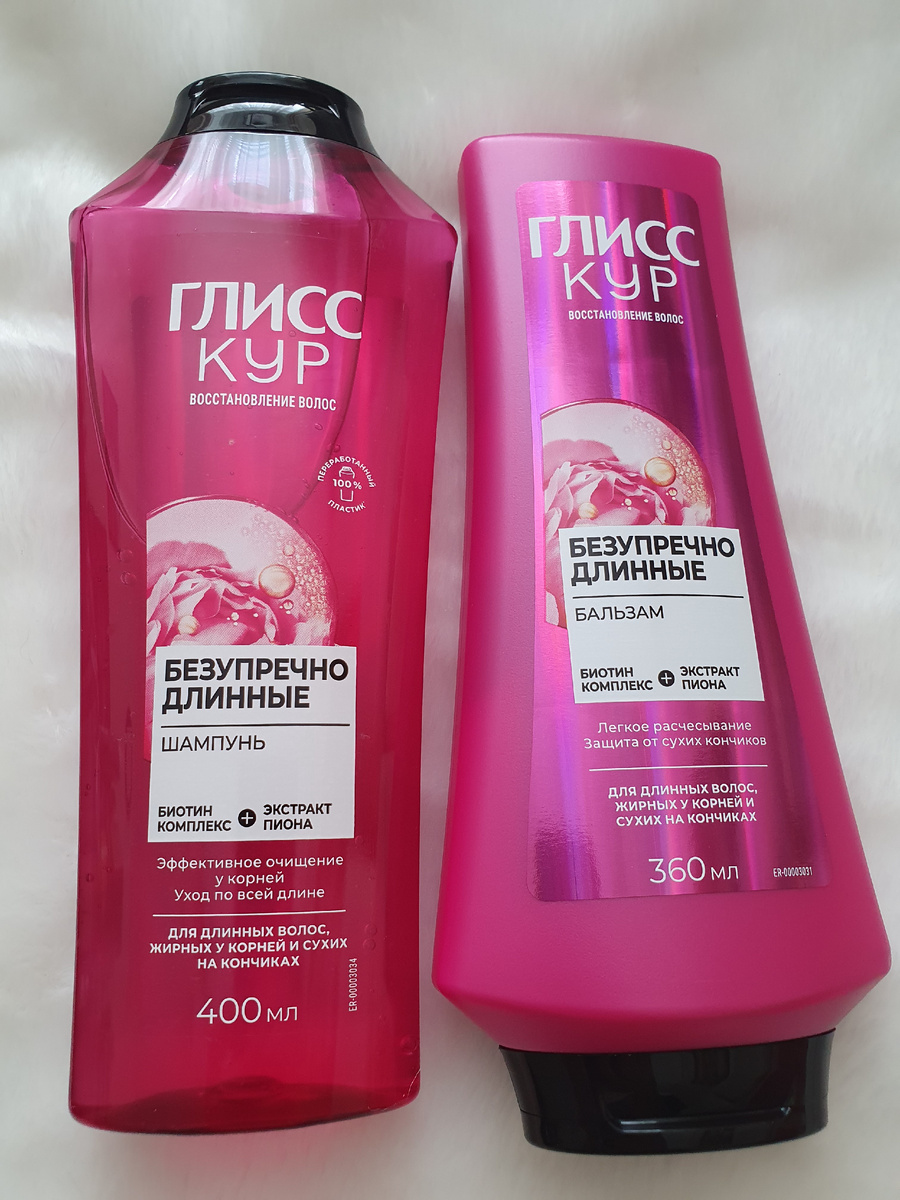 ГЛИСС
КУР
ВОССТАНОВЛЕНИЕ ВОЛОС
ПЕРЕРАБОТАННЫЙ
100%
ПЛАСТИК
БЕЗУПРЕЧНО
ДЛИННЫЕ
ШАМПУНЬ
БИОТИН + ЭКСТРАКТ
КОМПЛЕКС ПИОНА
Эффективное очищение
у корней
Уход по всей длине
ДЛЯ ДЛИННЫХ ВОЛОС,
ЖИРНЫХ У КОРНЕЙ И СУХИХ
НА КОНЧИКАХ
400 мл
ER-00003034
ГЛИСС
КУР
ВОССТАНОВЛЕНИЕ ВОЛОС
БЕЗУПРЕЧНО
ДЛИННЫЕ
БАЛЬЗАМ
БИОТИН + ЭКСТРАКТ
КОМПЛЕКС ПИОНА
Легкое расчесывание
Защита от сухих кончиков
ДЛЯ ДЛИННЫХ ВОЛОС,
ЖИРНЫХ У КОРНЕЙ И
СУХИХ НА КОНЧИКАХ
360 мл
ER-00003031